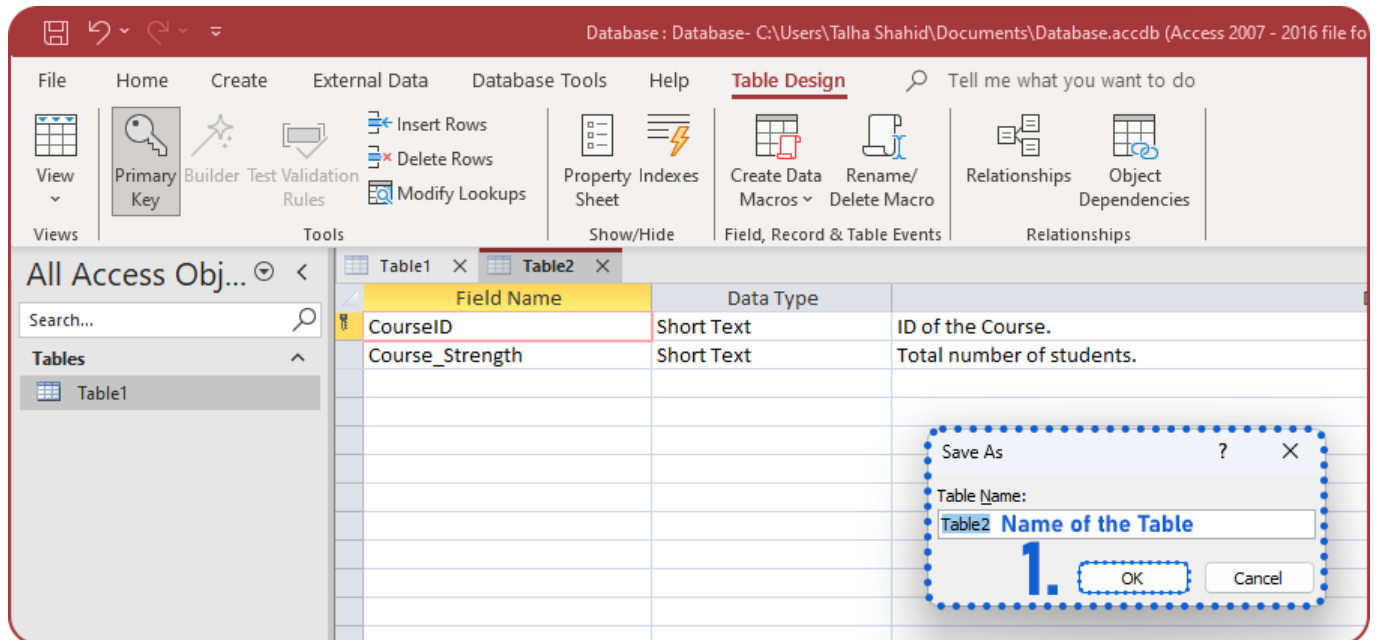 Database : Database- C:\Users\Talha Shahid\Documents\Database.accdb (Access 2007 - 2016 file fo
File Home Create External Data Database Tools Help Table Design Tell me what you want to do
View
Primary
Key
Builder
Test Validation
Rules
Insert Rows
Delete Rows
Modify Lookups
Property
Sheet
Indexes
Create Data
Macros
Rename/
Delete Macro
Relationships
Object
Dependencies
Views Tools Show/Hide Field, Record & Table Events Relationships
All Access Obj...
Search...
Tables
Table1
Table1 Table2
Field Name Data Type
CourseID Short Text ID of the Course.
Course_Strength Short Text Total number of students.
Save As
Table Name:
Table2 Name of the Table
1.
OK Cancel